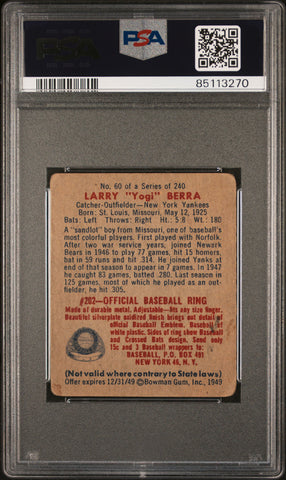 PSA
PSA
85113270
No. 60 of a Series of 240
LARRY "Yogi" BERRA
Catcher-Outfielder—New York Yankees
Born: St. Louis, Missouri, May 12, 1925
Bats: Left Throws: Right Ht.: 5:8 Wt.: 180
A "sandlot" boy from Missouri, one of baseball's
most colorful players. First played with Norfolk.
After two war service years, joined Newark
Bears in 1946 to play 77 games, hit 15 homers,
bat in 59 runs and hit .314. He joined Yanks at
end of that season to appear in 7 games. In 1947
he caught 83 games, batted .280. Last season in
125 games, most of which he played in the out-
field, he hit 305.
#202—OFFICIAL BASEBALL RING
Made of durable metal. Adjustable—fits any size finger.
Beautiful silverplate oxidized finish brings out detail of
official Baseball Emblem. Baseball is
white plastic. Sides of ring show Baseball
and Crossed Bats design. Send only
15c and 3 Baseball wrappers to:
BASEBALL, P.O. BOX 491
NEW YORK 46, N.Y.
(Not valid where contrary to State laws)
Offer expires 12/31/49 ©Bowman Gum, Inc., 1949